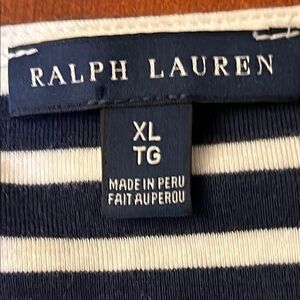 RALPH LAUREN
XL
TG
MADE IN PERU
FAIT AU PEROU